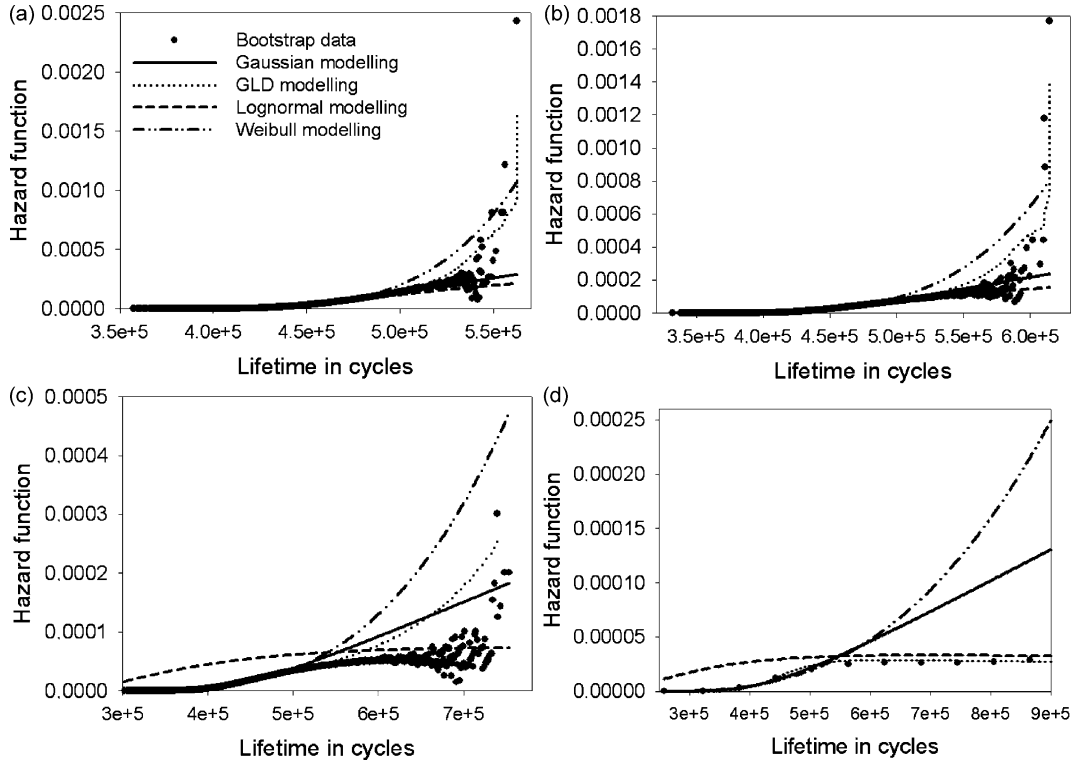 (a)
0.0025
0.0020
0.0015
0.0010
0.0005
0.0000
Hazard function
Bootstrap data
Gaussian modelling
GLD modelling
Lognormal modelling
Weibull modelling
3.5e+5 4.0e+5 4.5e+5 5.0e+5 5.5e+5
Lifetime in cycles
(b)
0.0018
0.0016
0.0014
0.0012
0.0010
0.0008
0.0006
0.0004
0.0002
0.0000
Hazard function
3.5e+5 4.0e+5 4.5e+5 5.0e+5 5.5e+5 6.0e+5
Lifetime in cycles
(c)
0.0005
0.0004
0.0003
0.0002
0.0001
0.0000
Hazard function
3e+5 4e+5 5e+5 6e+5 7e+5
Lifetime in cycles
(d)
0.00025
0.00020
0.00015
0.00010
0.00005
0.00000
Hazard function
3e+5 4e+5 5e+5 6e+5 7e+5 8e+5 9e+5
Lifetime in cycles